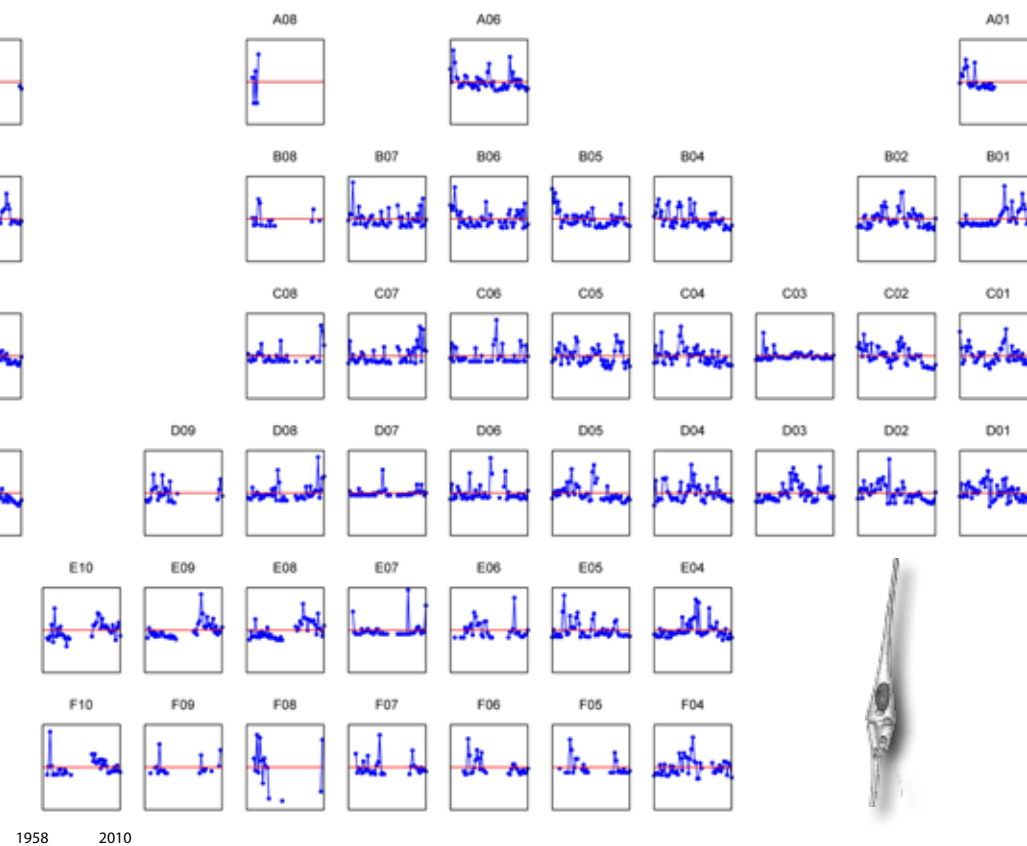 A08 A06 A01
B08 B07 B06 B05 B04 B02 B01
C08 C07 C06 C05 C04 C03 C02 C01
D09 D08 D07 D06 D05 D04 D03 D02 D01
E10 E09 E08 E07 E06 E05 E04
F10 F09 F08 F07 F06 F05 F04
1958 2010